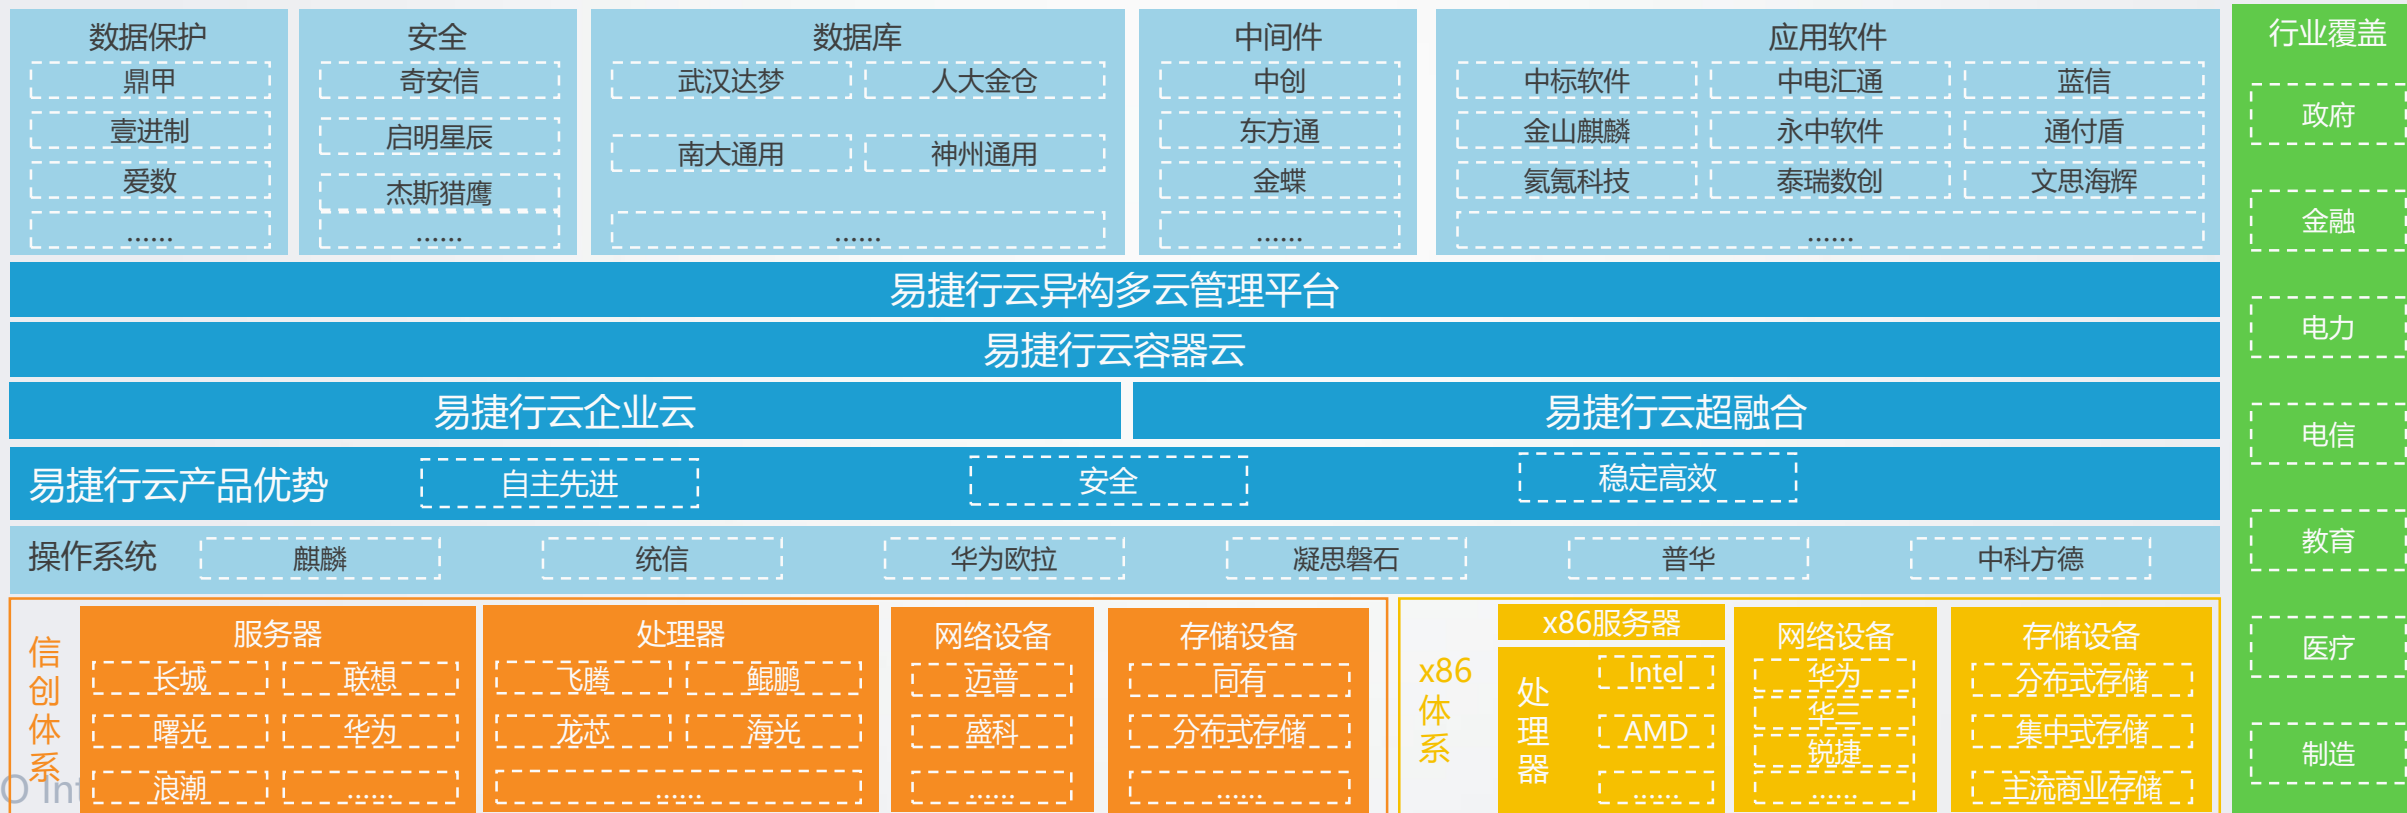 数据保护
鼎甲
壹进制
爱数
......
安全
奇安信
启明星辰
杰斯猎鹰
......
数据库
武汉达梦 人大金仓
南大通用 神州通用
......
中间件
中创
东方通
金蝶
......
应用软件
中标软件 中电汇通 蓝信
金山麒麟 永中软件 通付盾
氦氪科技 泰瑞数创 文思海辉
......
易捷行云异构多云管理平台
易捷行云容器云
易捷行云企业云 易捷行云超融合
易捷行云产品优势 自主先进 安全 稳定高效
操作系统 麒麟 统信 华为欧拉 凝思磐石 普华 中科方德
信创体系
服务器
长城 联想
曙光 华为
浪潮 ......
处理器
飞腾 鲲鹏
龙芯 海光
......
网络设备
迈普
盛科
......
存储设备
同有
分布式存储
......
x86
体
系
x86服务器
处理器
Intel
AMD
......
网络设备
华为
华三
锐捷
......
存储设备
分布式存储
集中式存储
主流商业存储
行业覆盖
政府
金融
电力
电信
教育
医疗
制造